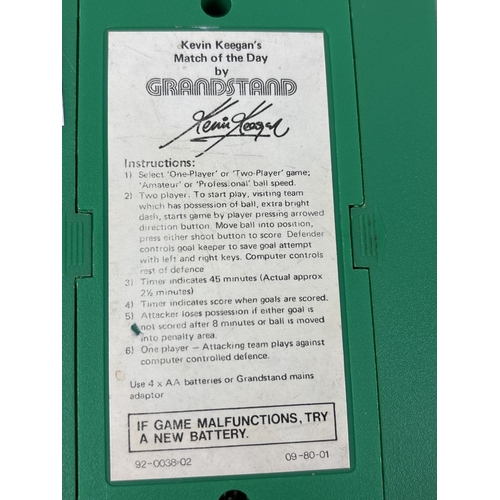 Kevin Keegan's
Match of the Day
by
GRANDSTAND
Kevin Keegan
Instructions:
1) Select 'One-Player' or 'Two-Player' game;
'Amateur' or 'Professional' ball speed.
2) Two player. To start play, visiting team
which has possession of ball, extra bright
dash, starts game by player pressing arrowed
direction button. Move ball into position,
press either shoot button to score. Defender
controls goal keeper to save goal attempt
with left and right keys. Computer controls
rest of defence
3) Timer indicates 45 minutes (Actual approx
2½ minutes)
4) Timer indicates score when goals are scored.
5) Attacker loses possession if either goal is
not scored after 8 minutes or ball is moved
into penalty area.
6) One player — Attacking team plays against
computer controlled defence.
Use 4 x AA batteries or Grandstand mains
adaptor
IF GAME MALFUNCTIONS, TRY
A NEW BATTERY.
92-0038-02 09-80-01